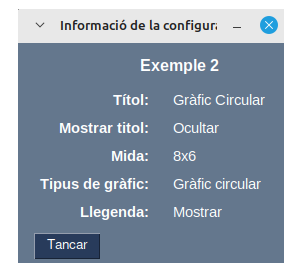 Informació de la configura
Exemple 2
Títol: Gràfic Circular
Mostrar titol: Ocultar
Mida: 8x6
Tipus de gràfic: Gràfic circular
Llegenda: Mostrar
Tancar